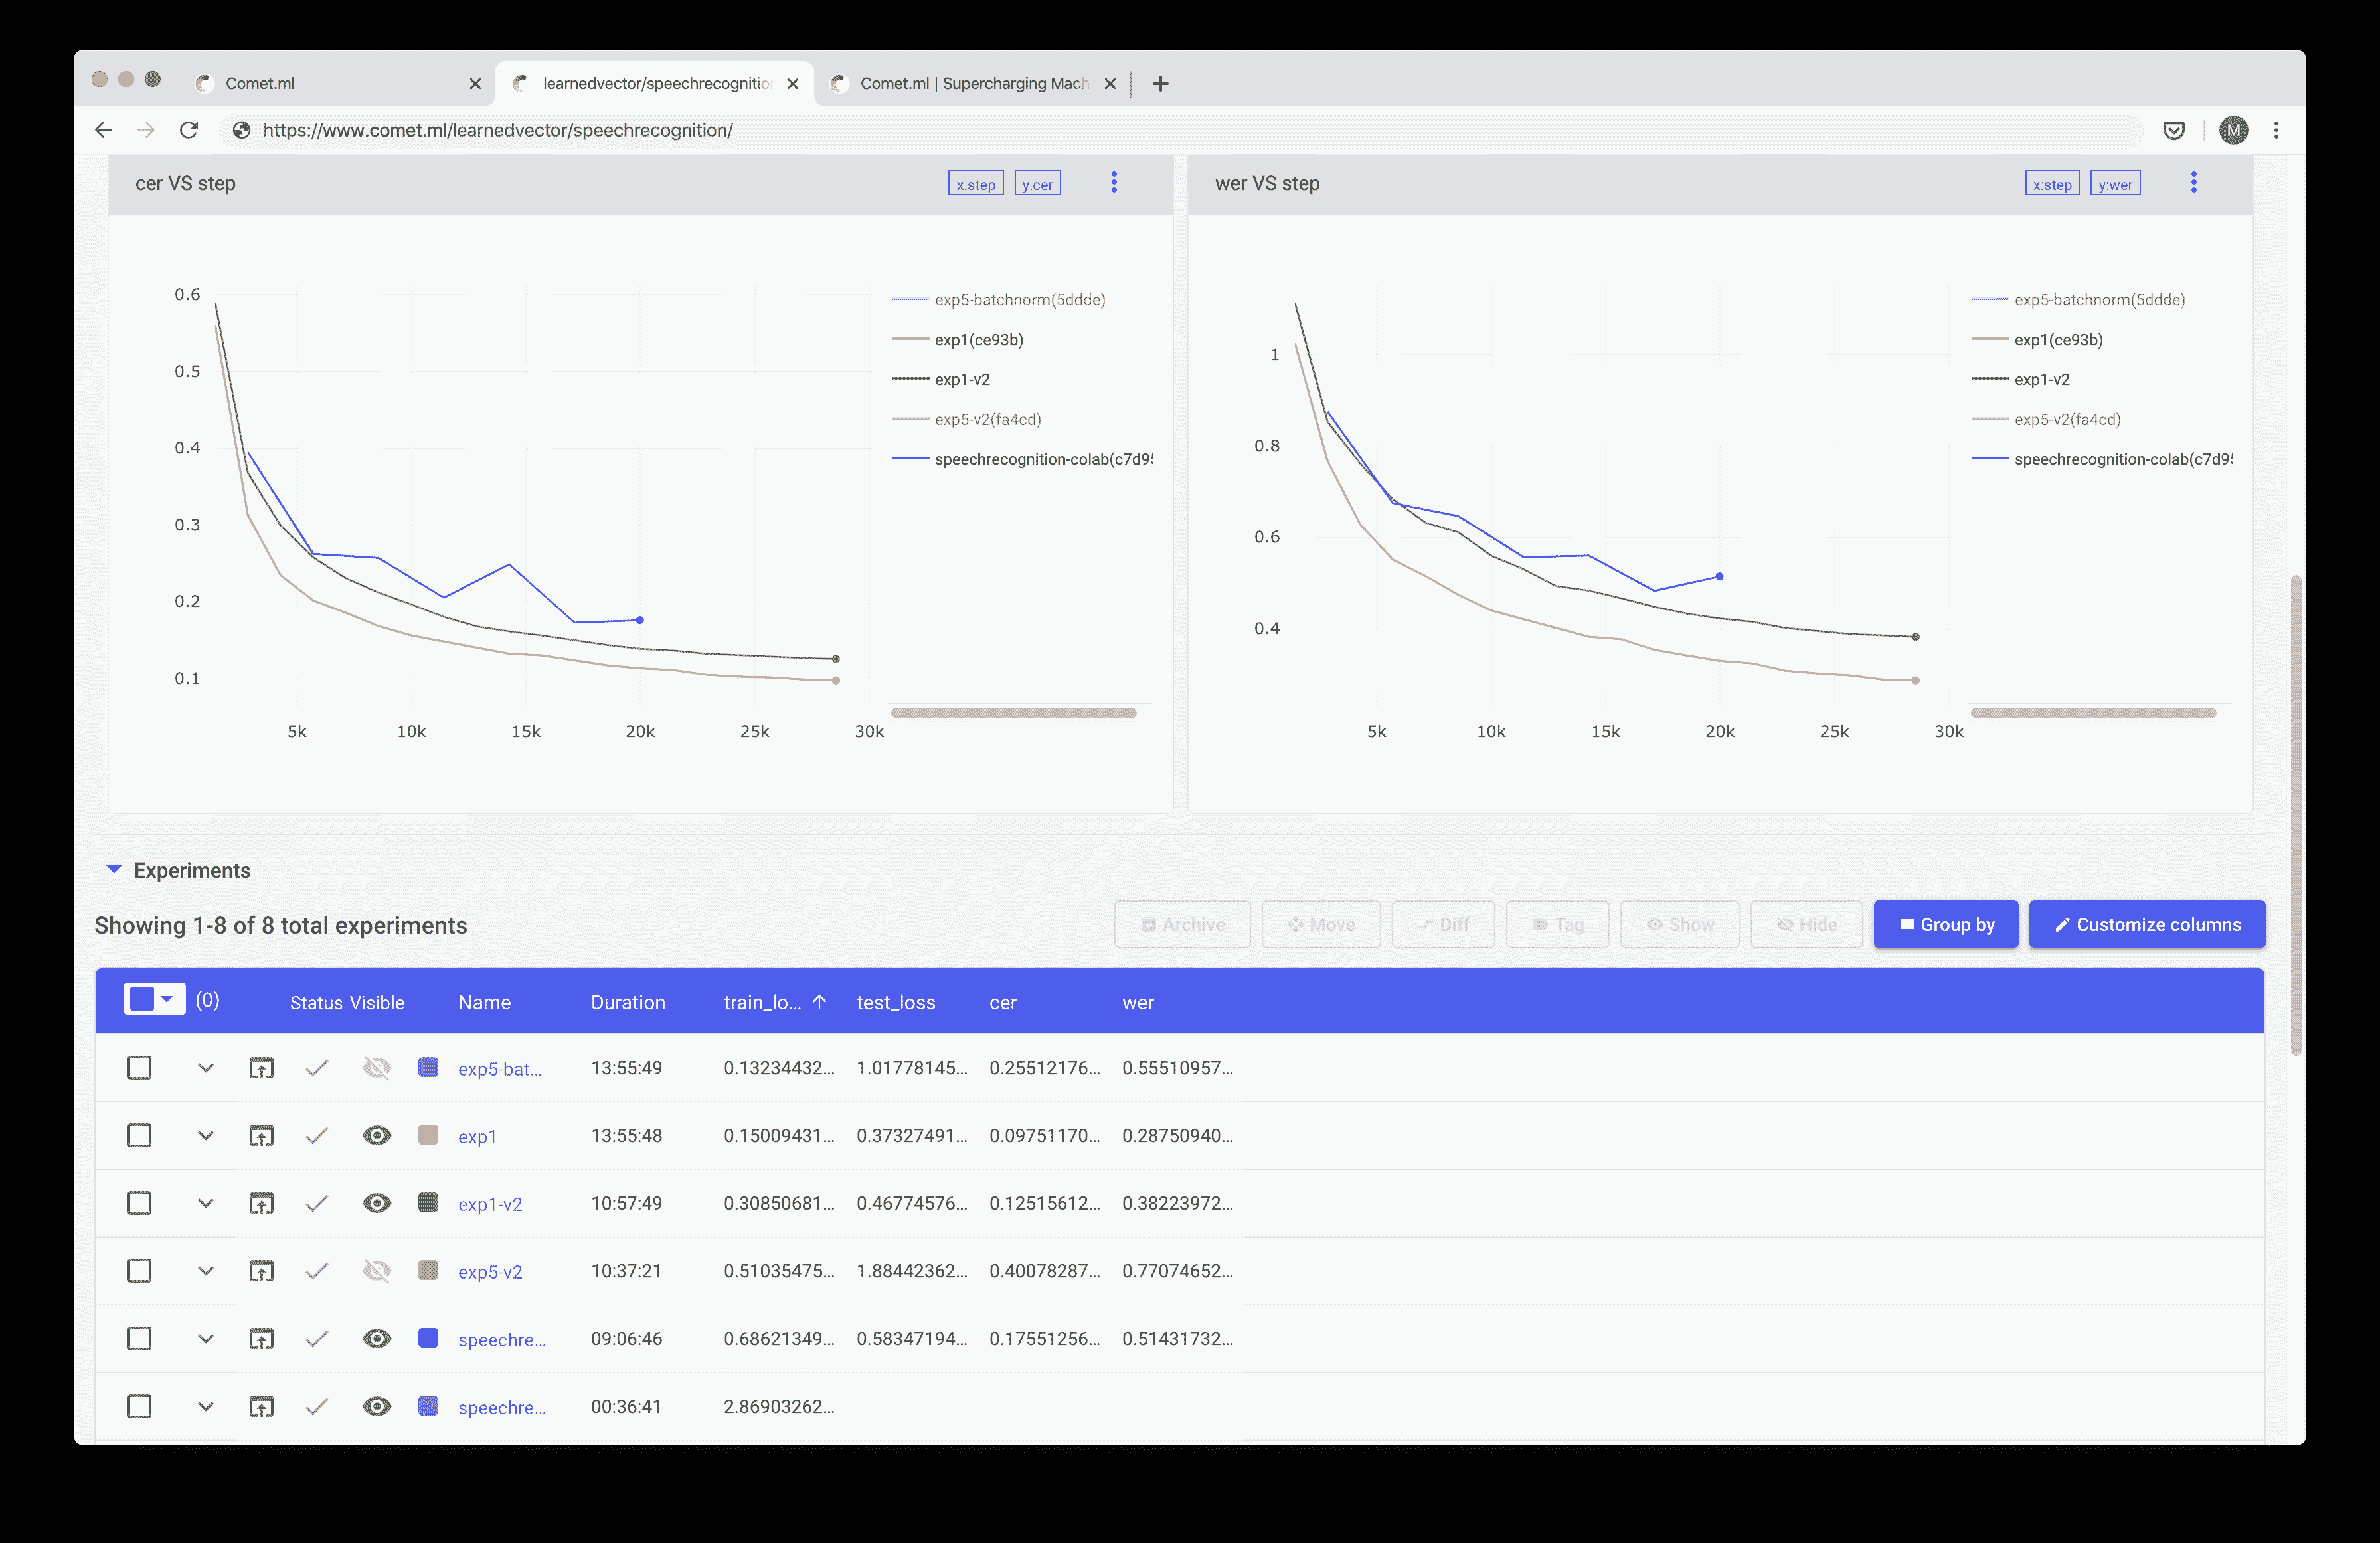 Comet.ml
learnedvector/speechrecognitio
Comet.ml | Supercharging Mach
https://www.comet.ml/learnedvector/speechrecognition/
M
cer VS step
x:step y:cer
0.6
0.5
0.4
0.3
0.2
0.1
5k 10k 15k 20k 25k 30k
exp5-batchnorm(5ddde)
exp1(ce93b)
exp1-v2
exp5-v2(fa4cd)
speechrecognition-colab(c7d95
wer VS step
x:step y:wer
1
0.8
0.6
0.4
5k 10k 15k 20k 25k 30k
exp5-batchnorm(5ddde)
exp1(ce93b)
exp1-v2
exp5-v2(fa4cd)
speechrecognition-colab(c7d95
Experiments
Showing 1-8 of 8 total experiments
Archive Move Diff Tag Show Hide Group by Customize columns
(0) Status Visible Name Duration train_lo... test_loss cer wer
exp5-bat... 13:55:49 0.13234432... 1.01778145... 0.25512176... 0.55510957...
exp1 13:55:48 0.15009431... 0.37327491... 0.09751170... 0.28750940...
exp1-v2 10:57:49 0.30850681... 0.46774576... 0.12515612... 0.38223972...
exp5-v2 10:37:21 0.51035475... 1.88442362... 0.40078287... 0.77074652...
speechre... 09:06:46 0.68621349... 0.58347194... 0.17551256... 0.51431732...
speechre... 00:36:41 2.86903262...